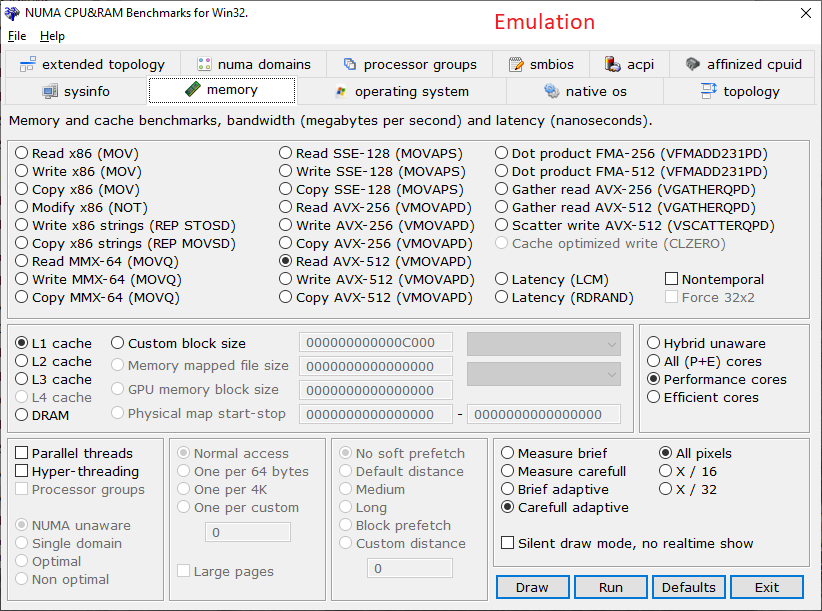 NUMA CPU&RAM Benchmarks for Win32.
Emulation
File Help
extended topology numa domains processor groups smbios acpi affinized cpuid
sysinfo memory operating system native os topology
Memory and cache benchmarks, bandwidth (megabytes per second) and latency (nanoseconds).
Read x86 (MOV) Read SSE-128 (MOVAPS) Dot product FMA-256 (VFMADD231PD)
Write x86 (MOV) Write SSE-128 (MOVAPS) Dot product FMA-512 (VFMADD231PD)
Copy x86 (MOV) Copy SSE-128 (MOVAPS) Gather read AVX-256 (VGATHERQPD)
Modify x86 (NOT) Read AVX-256 (VMOVAPD) Gather read AVX-512 (VGATHERQPD)
Write x86 strings (REP STOSD) Write AVX-256 (VMOVAPD) Scatter write AVX-512 (VSCATTERQPD)
Copy x86 strings (REP MOVSD) Copy AVX-256 (VMOVAPD) Cache optimized write (CLZERO)
Read MMX-64 (MOVQ) Read AVX-512 (VMOVAPD)
Write MMX-64 (MOVQ) Write AVX-512 (VMOVAPD) Latency (LCM) Nontemporal
Copy MMX-64 (MOVQ) Copy AVX-512 (VMOVAPD) Latency (RDRAND) Force 32x2
L1 cache Custom block size 000000000000C000 Hybrid unaware
L2 cache Memory mapped file size 0000000000000000 All (P+E) cores
L3 cache GPU memory block size 0000000000000000 Performance cores
L4 cache Physical map start-stop 0000000000000000 - 0000000000000000 Efficient cores
DRAM
Parallel threads Normal access No soft prefetch Measure brief All pixels
Hyper-threading One per 64 bytes Default distance Measure carefull X / 16
Processor groups One per 4K Medium Brief adaptive X / 32
One per custom Long Carefull adaptive
NUMA unaware 0 Block prefetch
Single domain Custom distance Silent draw mode, no realtime show
Optimal Large pages 0
Non optimal Draw Run Defaults Exit